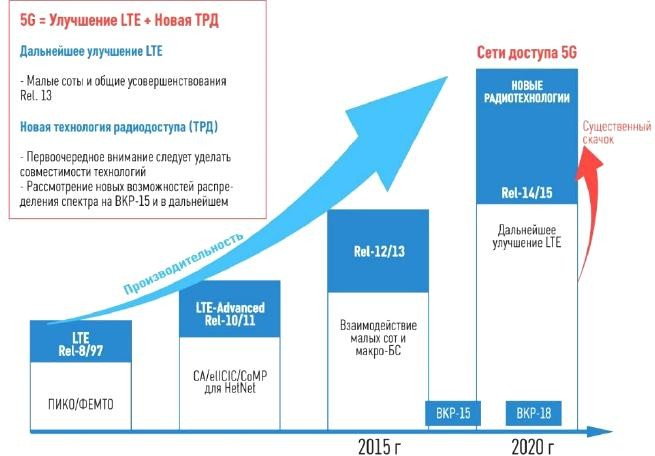 5G = Улучшение LTE + Новая ТРД
Дальнейшее улучшение LTE
- Малые соты и общие усовершенствования
Rel. 13
Новая технология радиодоступа (ТРД)
- Первоочередное внимание следует уделать
совместимости технологий
- Рассмотрение новых возможностей распре-
деления спектра на ВКР-15 и в дальнейшем
Сети доступа 5G
НОВЫЕ
РАДИОТЕХНОЛОГИИ
Существенный
скачок
Rel-14/15
Дальнейшее
улучшение LTE
Производительность
Rel-12/13
Взаимодействие
малых сот и
макро-БС
LTE-Advanced
Rel-10/11
CA/eIICIC/CoMP
для HetNet
LTE
Rel-8/97
ПИКО/ФЕМТО
ВКР-15
ВКР-18
2015 г
2020 г